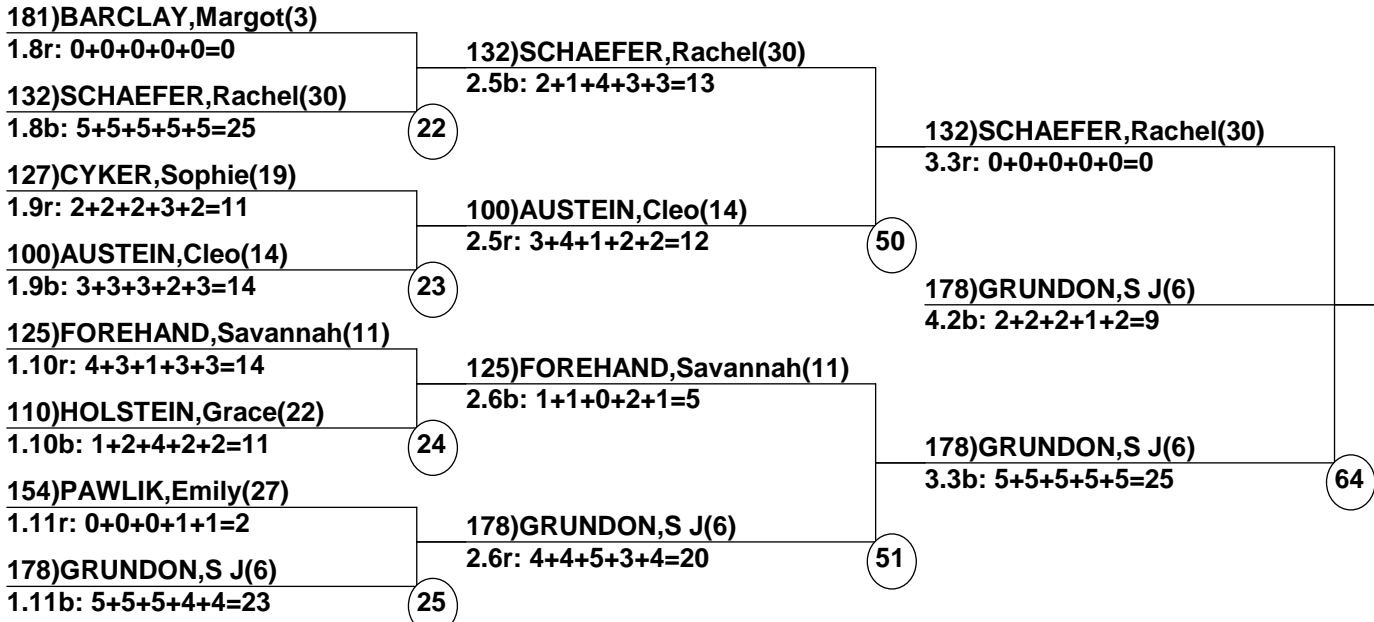 181)BARCLAY,Margot(3)
1.8r: 0+0+0+0+0=0
132)SCHAEFER,Rachel(30)
1.8b: 5+5+5+5+5=25
22
127)CYKER,Sophie(19)
1.9r: 2+2+2+3+2=11
100)AUSTEIN,Cleo(14)
1.9b: 3+3+3+2+3=14
23
125)FOREHAND,Savannah(11)
1.10r: 4+3+1+3+3=14
110)HOLSTEIN,Grace(22)
1.10b: 1+2+4+2+2=11
24
154)PAWLIK,Emily(27)
1.11r: 0+0+0+1+1=2
178)GRUNDON,S J(6)
1.11b: 5+5+5+4+4=23
25
132)SCHAEFER,Rachel(30)
2.5b: 2+1+4+3+3=13
100)AUSTEIN,Cleo(14)
2.5r: 3+4+1+2+2=12
50
125)FOREHAND,Savannah(11)
2.6b: 1+1+0+2+1=5
178)GRUNDON,S J(6)
2.6r: 4+4+5+3+4=20
51
132)SCHAEFER,Rachel(30)
3.3r: 0+0+0+0+0=0
178)GRUNDON,S J(6)
4.2b: 2+2+2+1+2=9
178)GRUNDON,S J(6)
3.3b: 5+5+5+5+5=25
64